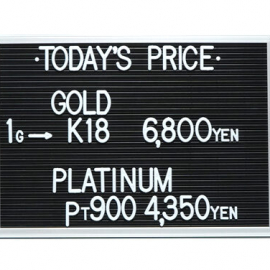 ·TODAY'S PRICE·
GOLD
1G→ K18 6,800YEN
PLATINUM
PT900 4,350YEN